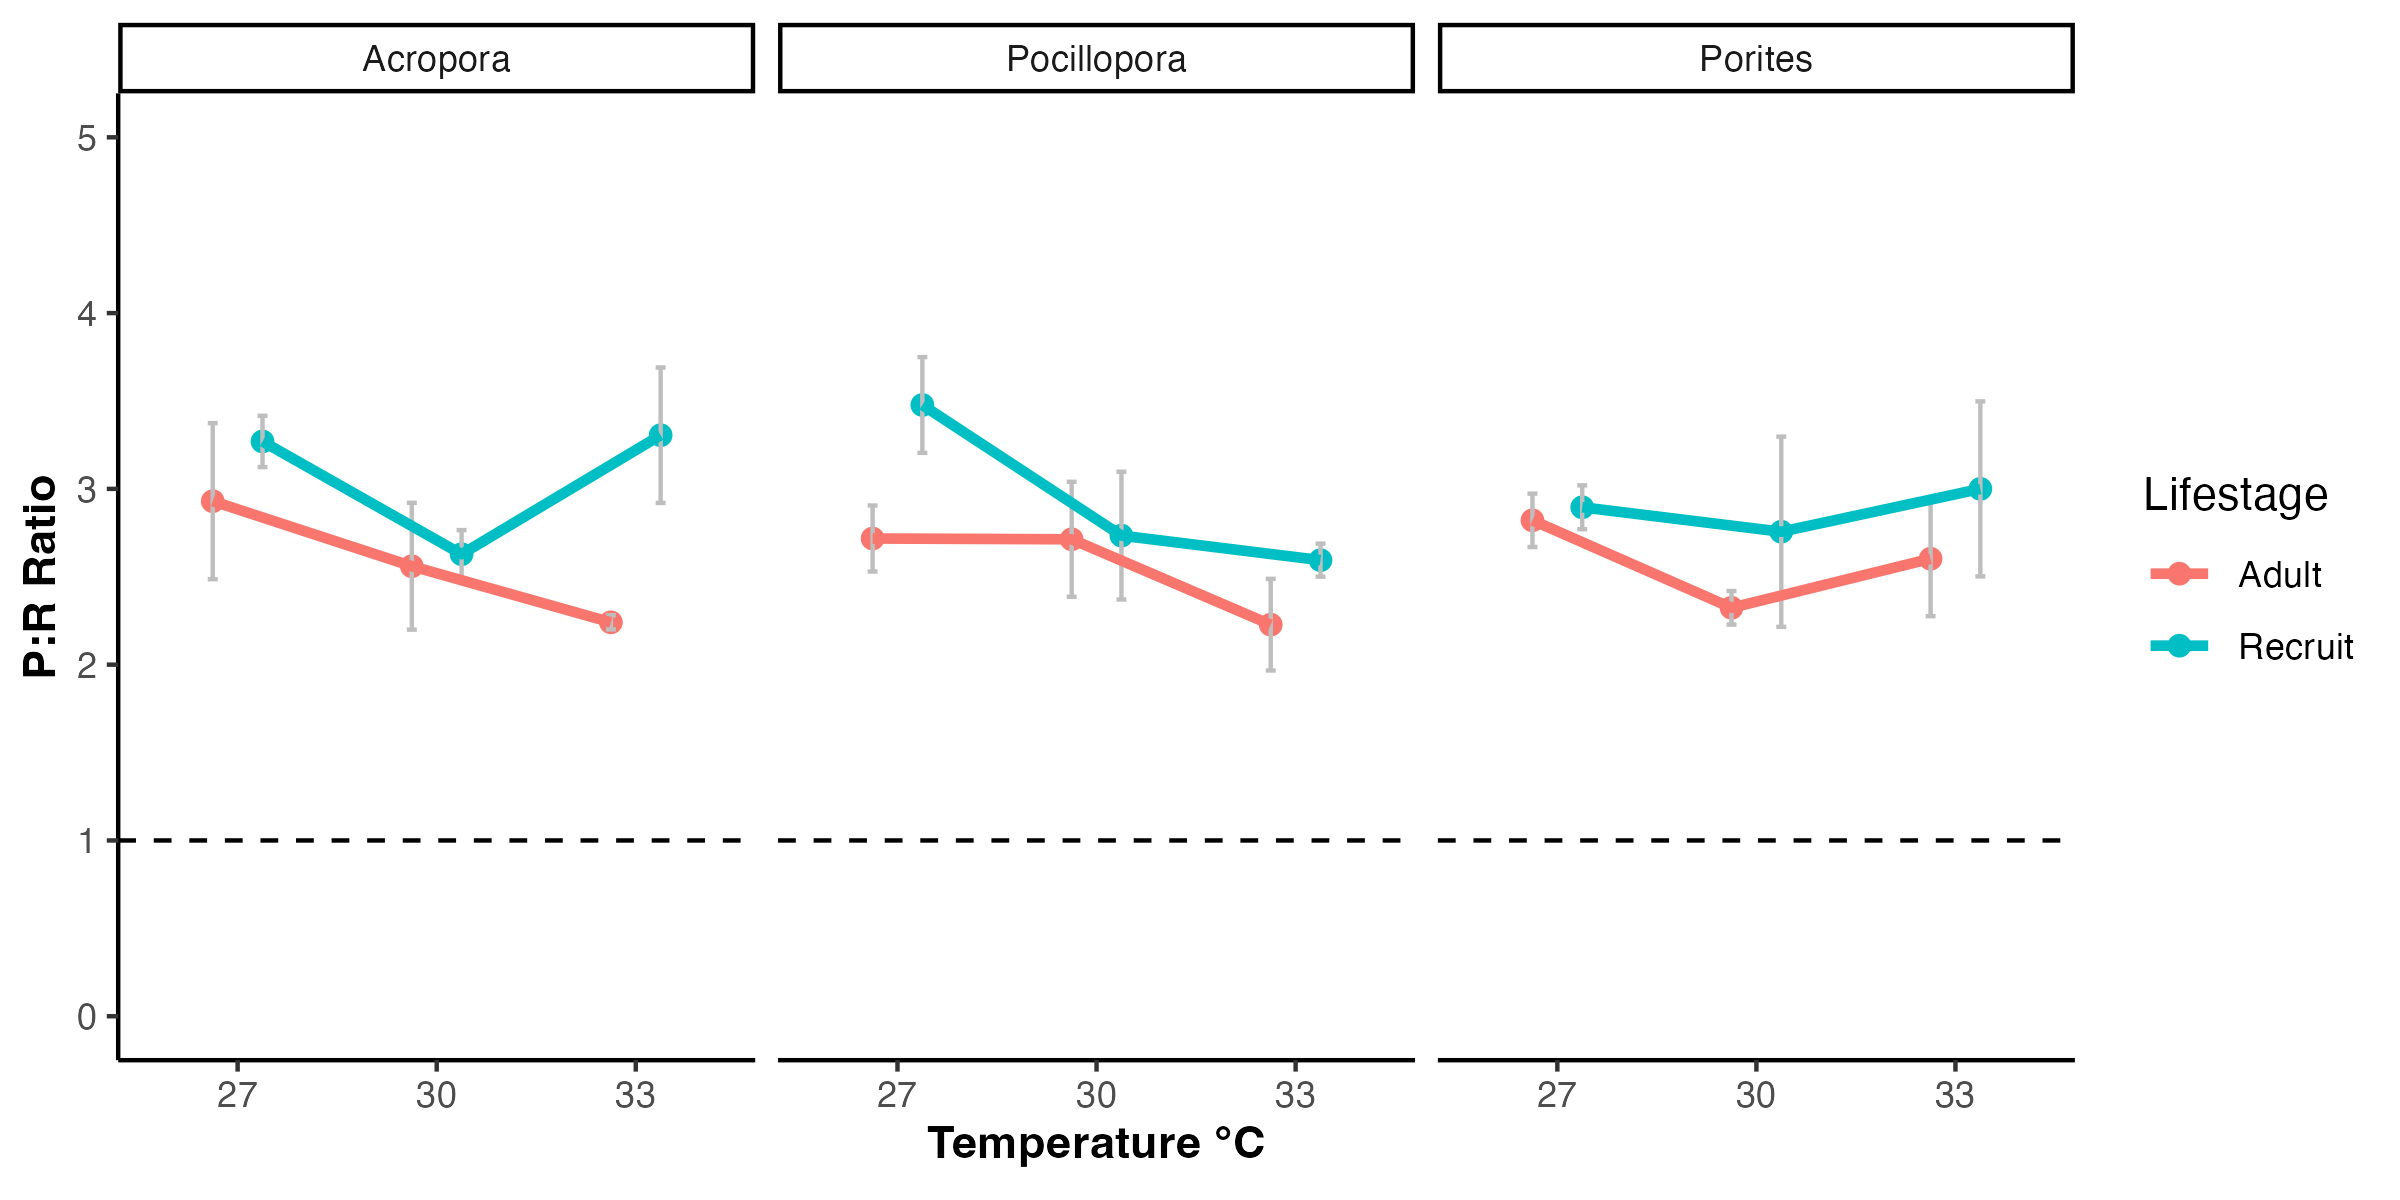 Acropora Pocillopora Porites
5
4
3
2
1
0
P:R Ratio
27 30 33 27 30 33 27 30 33
Temperature °C
Lifestage
Adult
Recruit